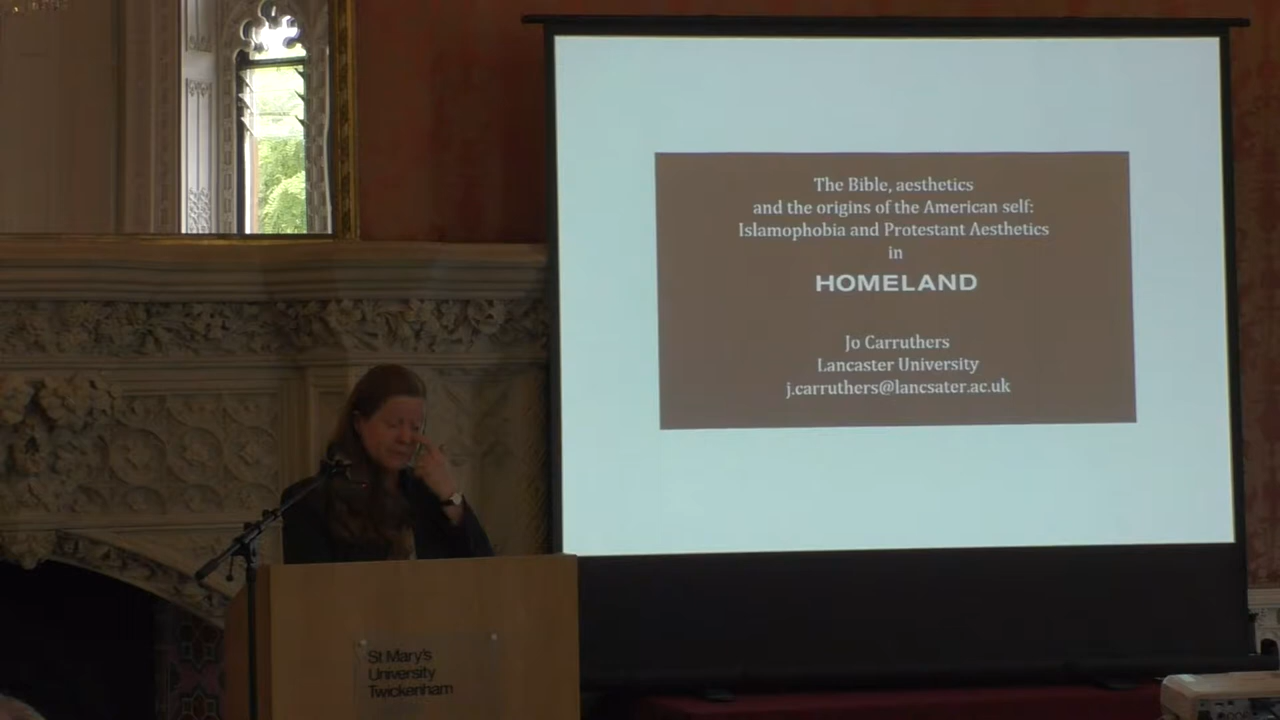 The Bible, aesthetics
and the origins of the American self:
Islamophobia and Protestant Aesthetics
in
HOMELAND
Jo Carruthers
Lancaster University
j.carruthers@lancsater.ac.uk
St Mary's
University
Twickenham